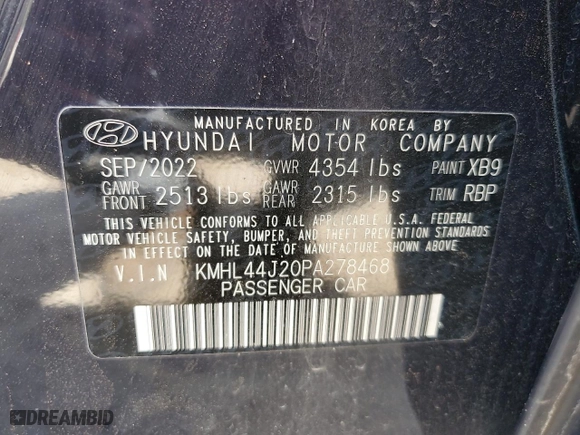 MANUFACTURED IN KOREA BY
HYUNDAI MOTOR COMPANY
SEP/2022 GVWR 4354 lbs PAINT XB9
GAWR FRONT 2513 lbs GAWR REAR 2315 lbs TRIM RBP
THIS VEHICLE CONFORMS TO ALL APPLICABLE U.S.A. FEDERAL
MOTOR VEHICLE SAFETY, BUMPER, AND THEFT PREVENTION STANDARDS
IN EFFECT ON THE DATE OF MANUFACTURE SHOWN ABOVE.
V.I.N KMHL44J20PA278468
PASSENGER CAR
DREAMBID